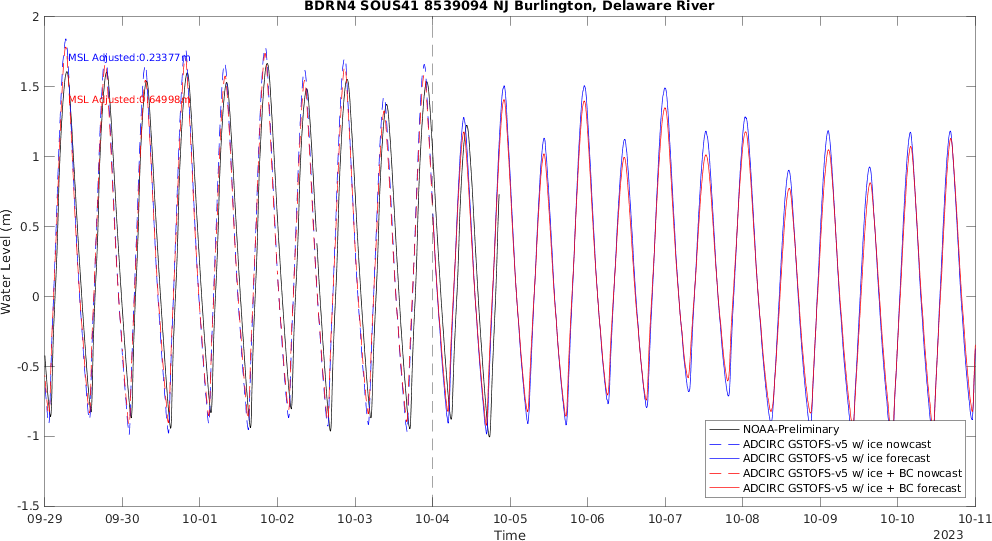 BDRN4 SOUS41 8539094 NJ Burlington, Delaware River
Water Level (m)
2
1.5
1
0.5
0
-0.5
-1
-1.5
MSL Adjusted:0.23377m
MSL Adjusted:0.64998m
NOAA-Preliminary
ADCIRC GSTOFS-v5 w/ ice nowcast
ADCIRC GSTOFS-v5 w/ ice forecast
ADCIRC GSTOFS-v5 w/ ice + BC nowcast
ADCIRC GSTOFS-v5 w/ ice + BC forecast
09-29 09-30 10-01 10-02 10-03 10-04 10-05 10-06 10-07 10-08 10-09 10-10 10-11
Time
2023